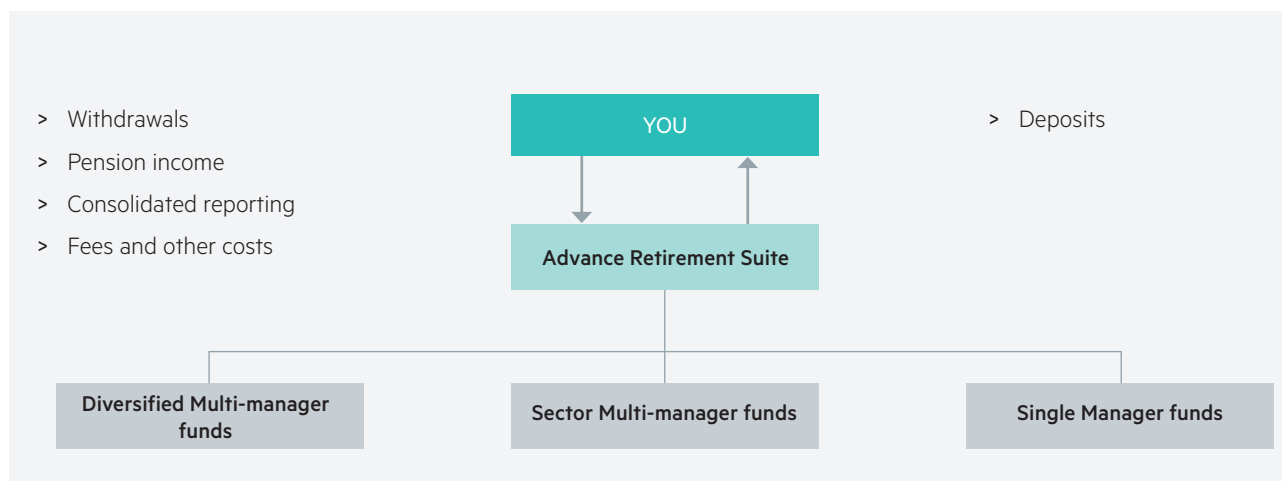 > Withdrawals
> Pension income
> Consolidated reporting
> Fees and other costs
YOU
> Deposits
Advance Retirement Suite
Diversified Multi-manager
funds
Sector Multi-manager funds
Single Manager funds